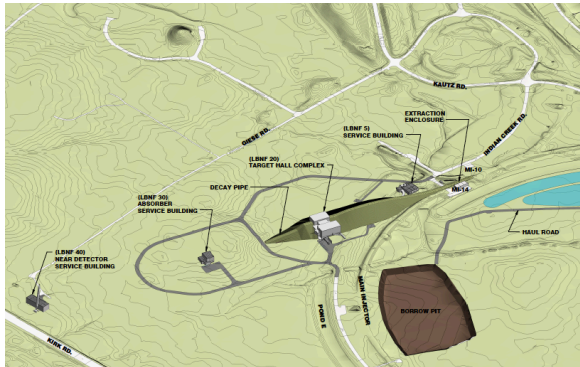 KAUTZ RD.
EXTRACTION
ENCLOSURE
INDIAN CREEK RD.
GIESE RD.
(LBNF 5)
SERVICE BUILDING
(LBNF 20)
TARGET HALL COMPLEX
MI-10
MI-14
DECAY PIPE
(LBNF 30)
ABSORBER
SERVICE BUILDING
HAUL ROAD
(LBNF 40)
NEAR DETECTOR
SERVICE BUILDING
MAIN INJECTOR
POND E
BORROW PIT
KIRK RD.